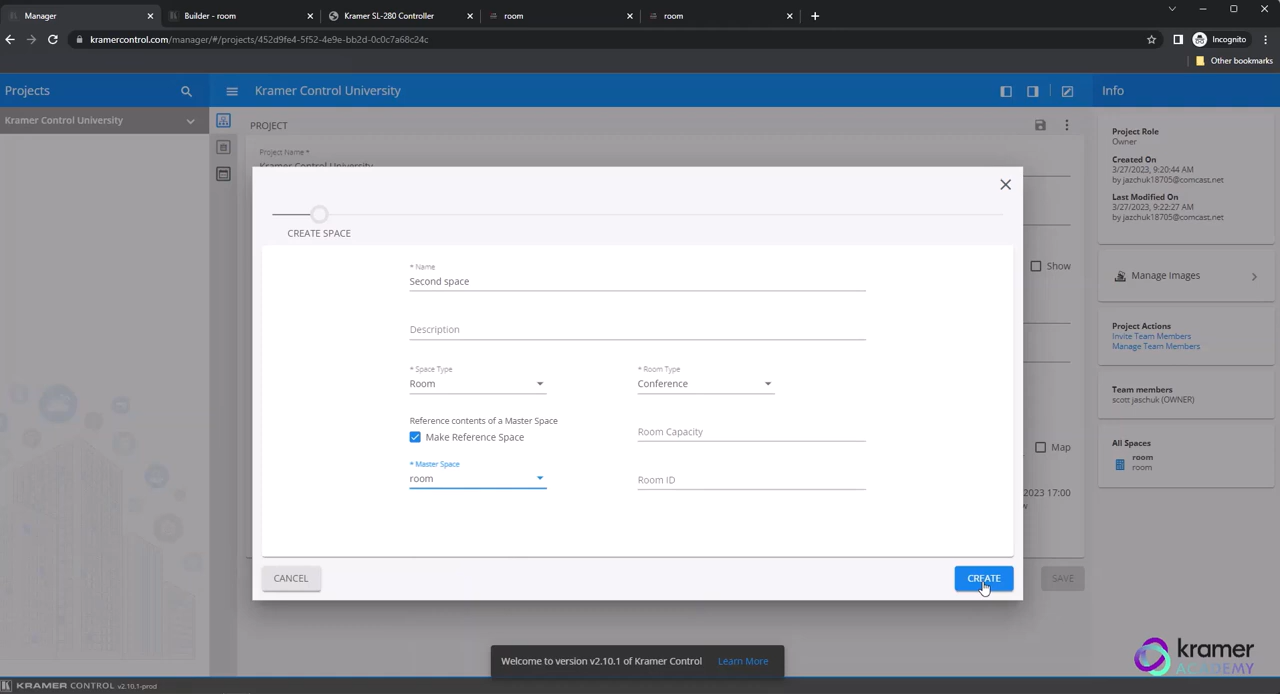 Manager
Builder - room
Kramer SL-280 Controller
room
room
kramercontrol.com/manager/#/projects/452d9fe4-5f52-4e9e-bb2d-0c0c7a68c24c
Incognito
Other bookmarks
Projects
Kramer Control University
Info
Kramer Control University
PROJECT
Project Name *
Kramer Control University
CREATE SPACE
* Name
Second space
Description
* Space Type
Room
* Room Type
Conference
Reference contents of a Master Space
Make Reference Space
Room Capacity
* Master Space
room
Room ID
CANCEL
CREATE
Show
Map
2023 17:00
SAVE
Project Role
Owner
Created On
3/27/2023, 9:20:44 AM
by jazchuk18705@comcast.net
Last Modified On
3/27/2023, 9:22:27 AM
by jazchuk18705@comcast.net
Manage Images
Project Actions
Invite Team Members
Manage Team Members
Team members
scott jaschuk (OWNER)
All Spaces
room
room
Welcome to version v2.10.1 of Kramer Control
Learn More
kramer
ACADEMY
KRAMER CONTROL v2.10.1-prod